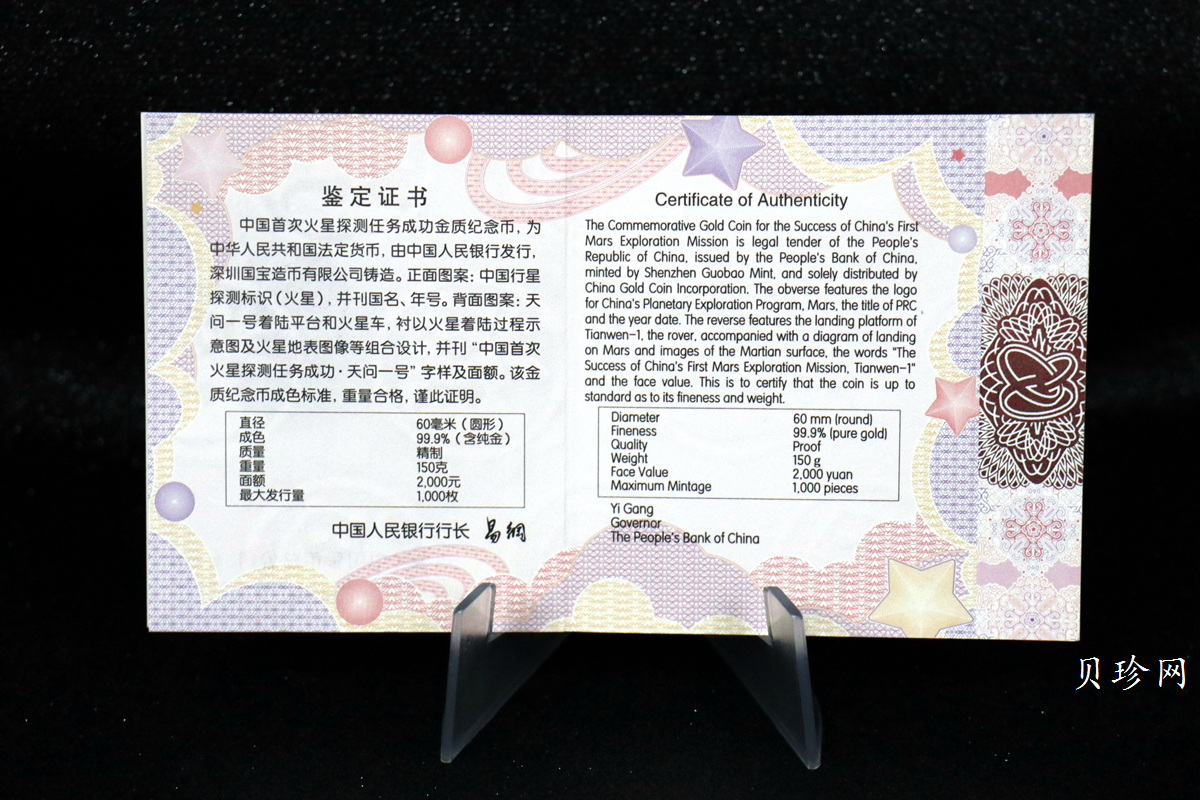 鉴定证书
中国首次火星探测任务成功金质纪念币，为
中华人民共和国法定货币，由中国人民银行发行，
深圳国宝造币有限公司铸造。正面图案：中国行星
探测标识（火星），并刊国名、年号。背面图案：天
问一号着陆平台和火星车，衬以火星着陆过程示
意图及火星地表图像等组合设计，并刊“中国首次
火星探测任务成功·天问一号”字样及面额。该金
质纪念币成色标准，重量合格，谨此证明。
直径 60毫米（圆形）
成色 99.9%（含纯金）
质量 精制
重量 150克
面额 2,000元
最大发行量 1,000枚
中国人民银行行长 易纲
Certificate of Authenticity
The Commemorative Gold Coin for the Success of China's First
Mars Exploration Mission is legal tender of the People's
Republic of China, issued by the People's Bank of China,
minted by Shenzhen Guobao Mint, and solely distributed by
China Gold Coin Incorporation. The obverse features the logo
for China's Planetary Exploration Program, Mars, the title of PRC
and the year date. The reverse features the landing platform of
Tianwen-1, the rover, accompanied with a diagram of landing
on Mars and images of the Martian surface, the words "The
Success of China's First Mars Exploration Mission, Tianwen-1"
and the face value. This is to certify that the coin is up to
standard as to its fineness and weight.
Diameter 60 mm (round)
Fineness 99.9% (pure gold)
Quality Proof
Weight 150 g
Face Value 2,000 yuan
Maximum Mintage 1,000 pieces
Yi Gang
Governor
The People's Bank of China
贝珍网